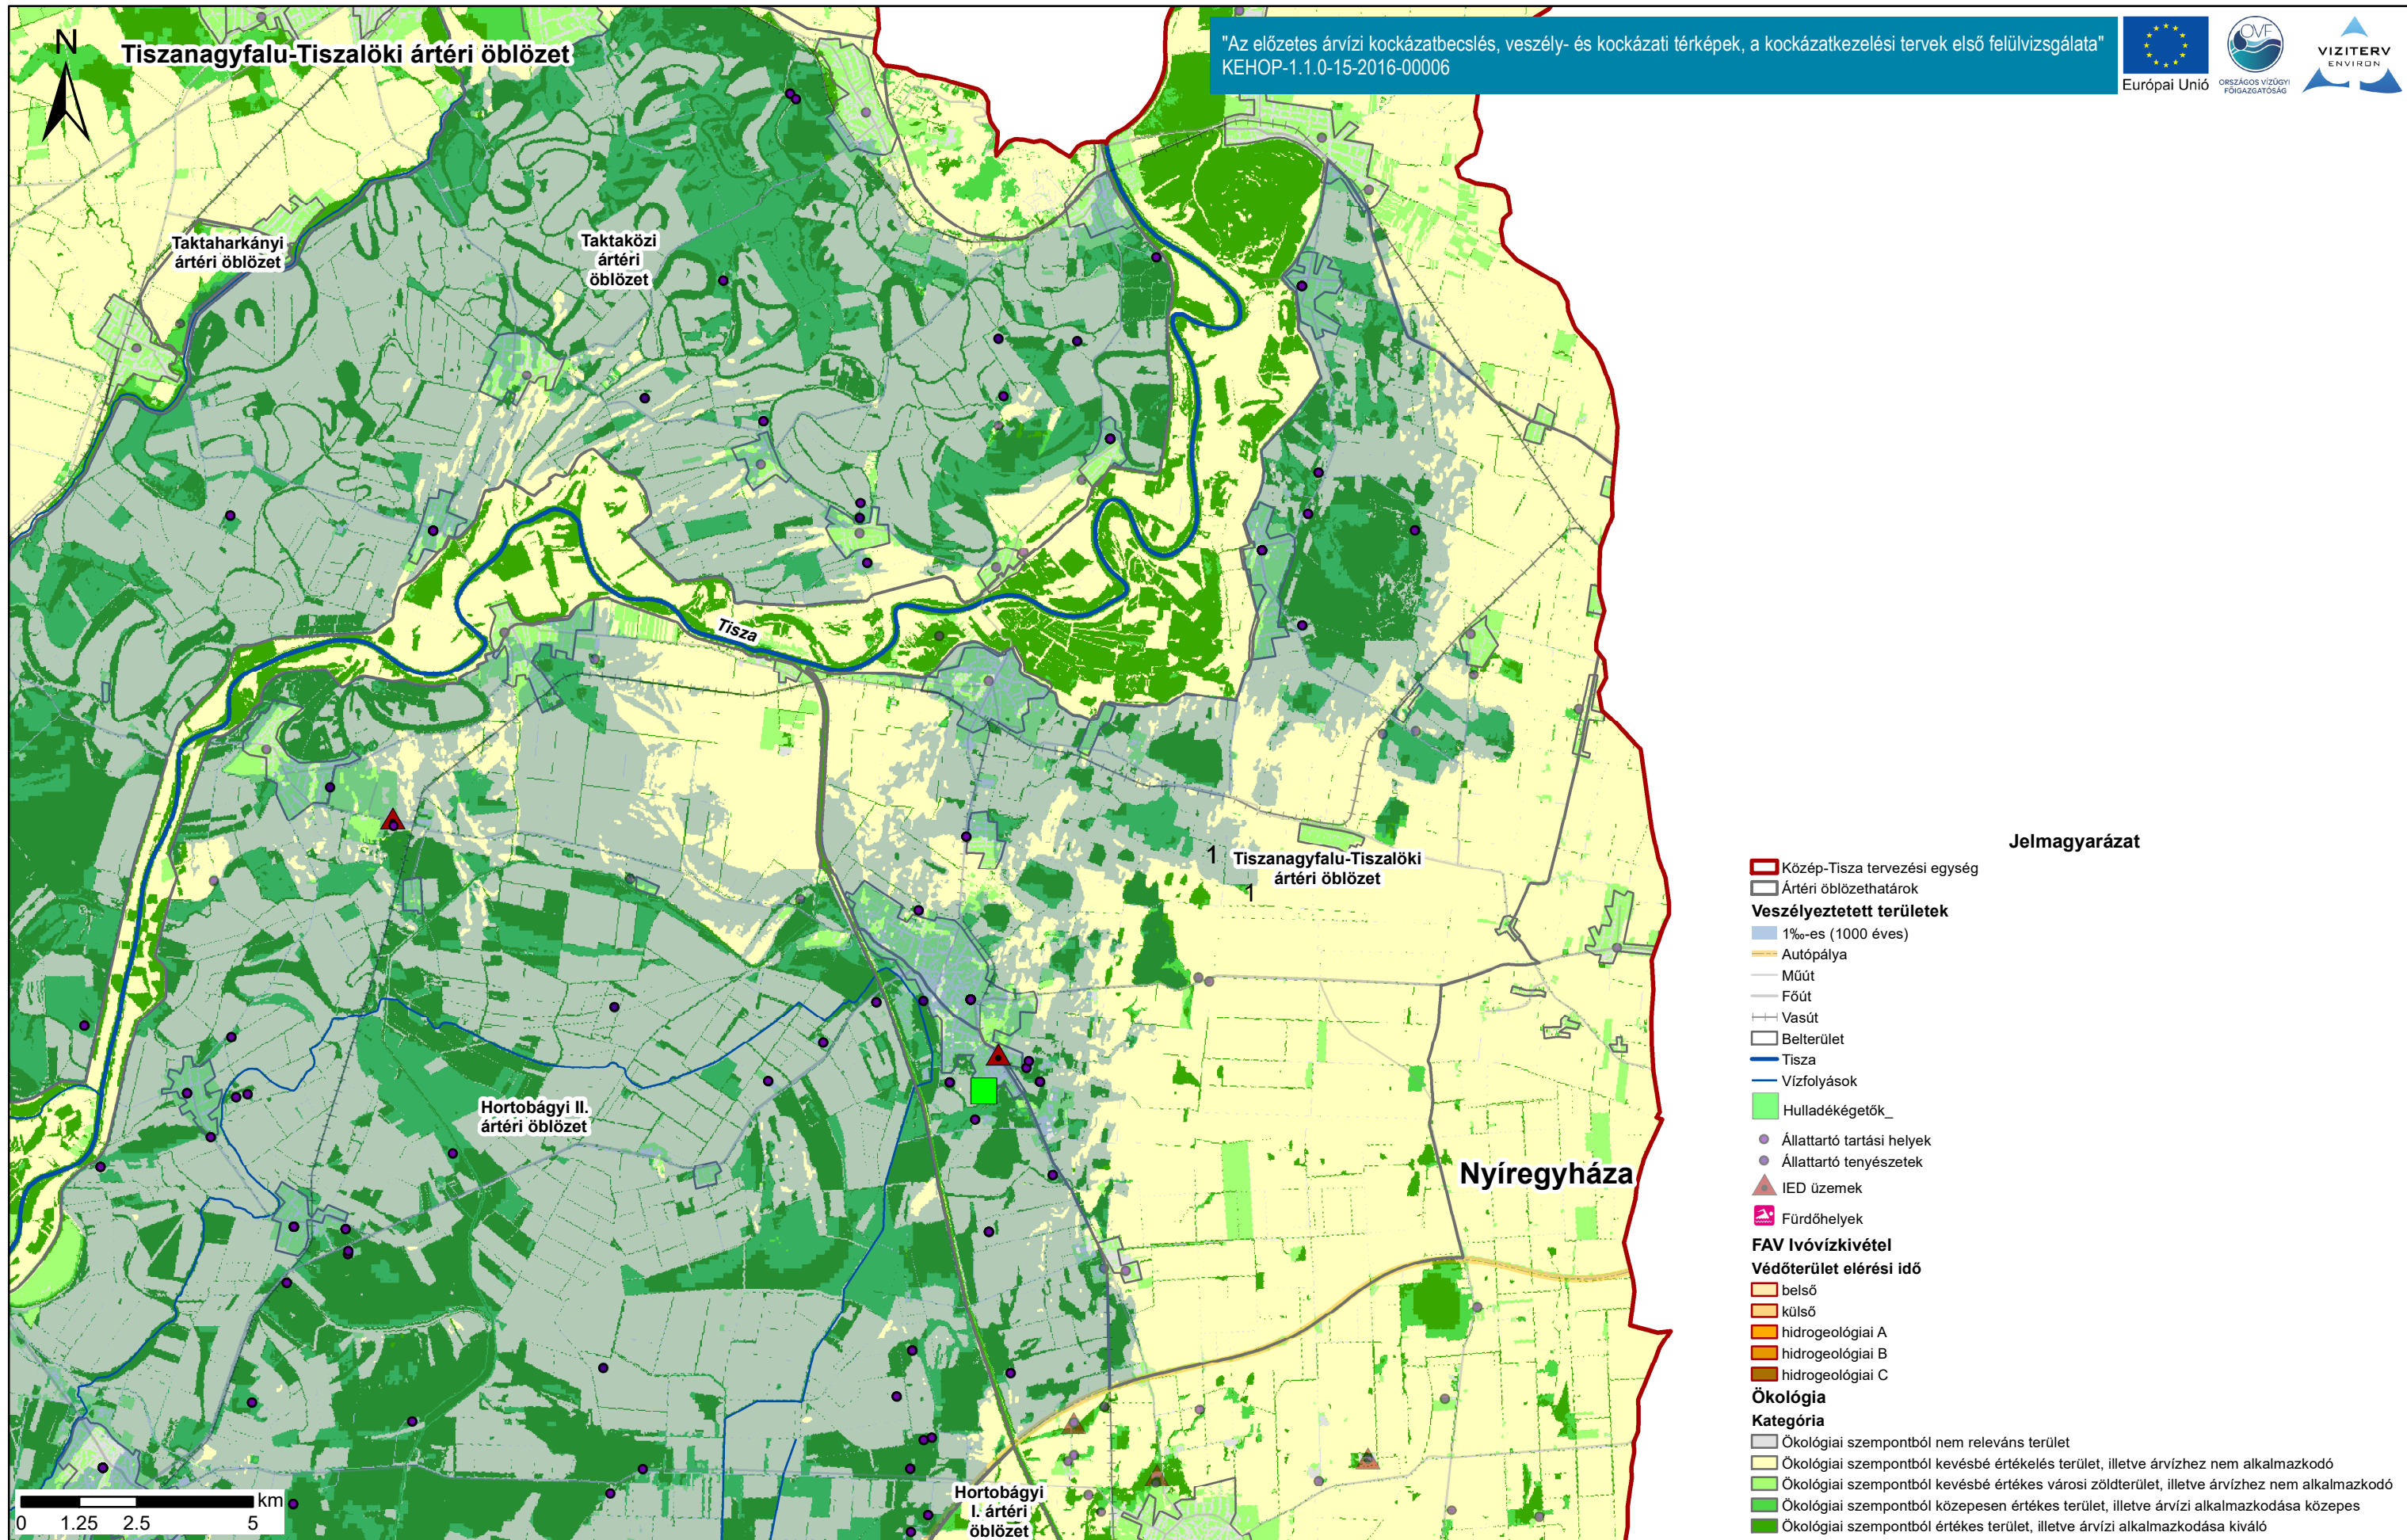 N
Tiszanagyfalu-Tiszalöki ártéri öblözet
"Az előzetes árvízi kockázatbecslés, veszély- és kockázati térképek, a kockázatkezelési tervek első felülvizsgálata"
KEHOP-1.1.0-15-2016-00006
Európai Unió
OVF
ORSZÁGOS VÍZÜGYI
FŐIGAZGATÓSÁG
VIZITERV
ENVIRON
Taktaharkányi
ártéri öblözet
Taktaközi
ártéri
öblözet
Tisza
1
Tiszanagyfalu-Tiszalöki
ártéri öblözet
1
Hortobágyi II.
ártéri öblözet
Nyíregyháza
Hortobágyi
I. ártéri
öblözet
km
0 1.25 2.5 5
Jelmagyarázat
Közép-Tisza tervezési egység
Ártéri öblözethatárok
Veszélyeztetett területek
1‰-es (1000 éves)
Autópálya
Műút
Főút
Vasút
Belterület
Tisza
Vízfolyások
Hulladékégetők_
Állattartó tartási helyek
Állattartó tenyészetek
IED üzemek
Fürdőhelyek
FAV Ivóvízkivétel
Védőterület elérési idő
belső
külső
hidrogeológiai A
hidrogeológiai B
hidrogeológiai C
Ökológia
Kategória
Ökológiai szempontból nem releváns terület
Ökológiai szempontból kevésbé értékelés terület, illetve árvízhez nem alkalmazkodó
Ökológiai szempontból kevésbé értékes városi zöldterület, illetve árvízhez nem alkalmazkodó
Ökológiai szempontból közepesen értékes terület, illetve árvízi alkalmazkodása közepes
Ökológiai szempontból értékes terület, illetve árvízi alkalmazkodása kiváló